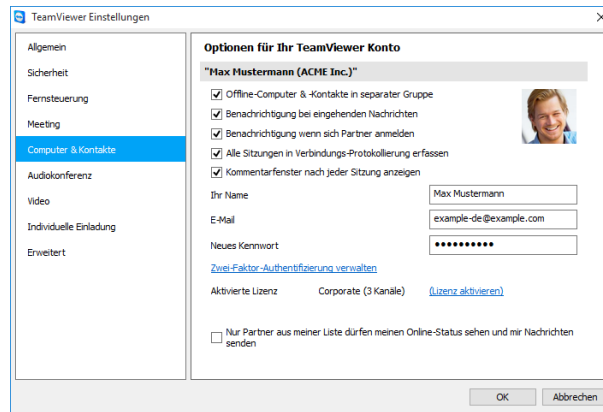 TeamViewer Einstellungen
Allgemein
Sicherheit
Fernsteuerung
Meeting
Computer & Kontakte
Audiokonferenz
Video
Individuelle Einladung
Erweitert
Optionen für Ihr TeamViewer Konto
"Max Mustermann (ACME Inc.)"
Offline-Computer & -Kontakte in separater Gruppe
Benachrichtigung bei eingehenden Nachrichten
Benachrichtigung wenn sich Partner anmelden
Alle Sitzungen in Verbindungs-Protokollierung erfassen
Kommentarfenster nach jeder Sitzung anzeigen
Ihr Name Max Mustermann
E-Mail example-de@example.com
Neues Kennwort ●●●●●●●●●●
Zwei-Faktor-Authentifizierung verwalten
Aktivierte Lizenz Corporate (3 Kanäle) (Lizenz aktivieren)
Nur Partner aus meiner Liste dürfen meinen Online-Status sehen und mir Nachrichten
senden
OK Abbrechen